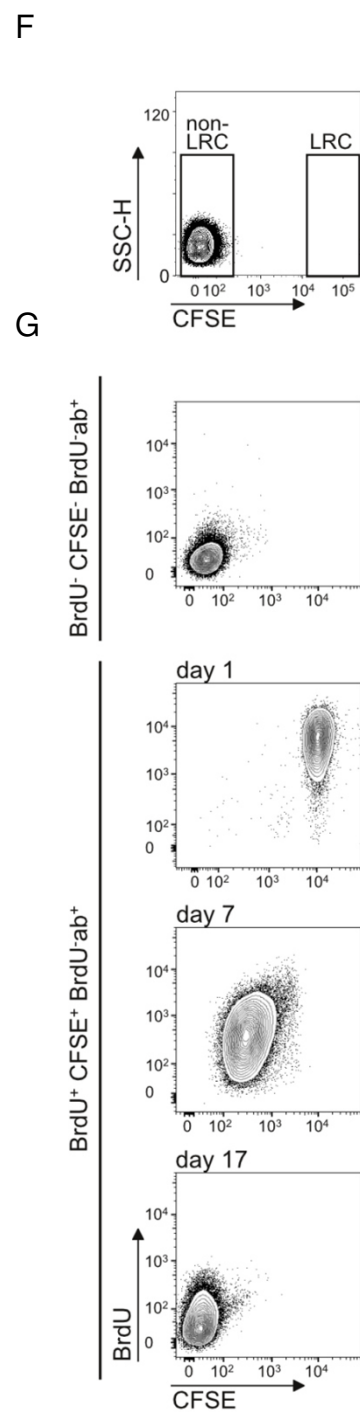 F
120
non-
LRC
LRC
SSC-H
0
0 10² 10³ 10⁴ 10⁵
CFSE
G
BrdU⁻ CFSE⁻ BrdU-ab⁺
10⁴
10³
10²
0
0 10² 10³ 10⁴
BrdU⁺ CFSE⁺ BrdU-ab⁺
day 1
10⁴
10³
10²
0
0 10² 10³ 10⁴
day 7
10⁴
10³
10²
0
0 10² 10³ 10⁴
day 17
10⁴
10³
10²
0
BrdU
0 10² 10³ 10⁴
CFSE